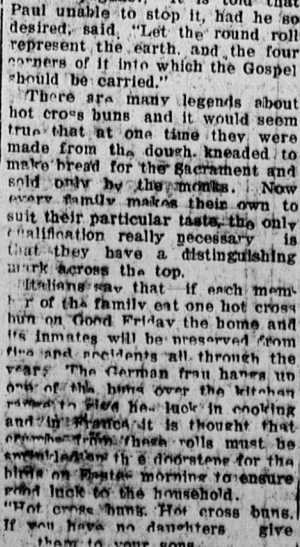 it is told that
Paul unable to stop it, had he so
desired, said, "Let the round roll
represent the earth, and the four
corners of it into which the Gospel
should be carried."
There are many legends about
hot cross buns and it would seem
true that at one time they were
made from the dough kneaded to
make bread for the Sacrament and
sold only by the monks. Now
every family makes their own to
suit their particular taste, the only
qualification really necessary is
that they have a distinguishing
mark across the top.
Italians say that if each mem-
ber of the family eat one hot cross
bun on Good Friday the home and
its inmates will be preserved from
fire and accidents all through the
year. The German frau hangs up
one of the buns over the kitchen
to give her luck in cooking
and in France it is thought that
crumbs from these rolls must be
sprinkled on the doorstone for the
birds on Easter morning to ensure
good luck to the household.
"Hot cross buns. Hot cross buns.
If you have no daughters give
them to your sons